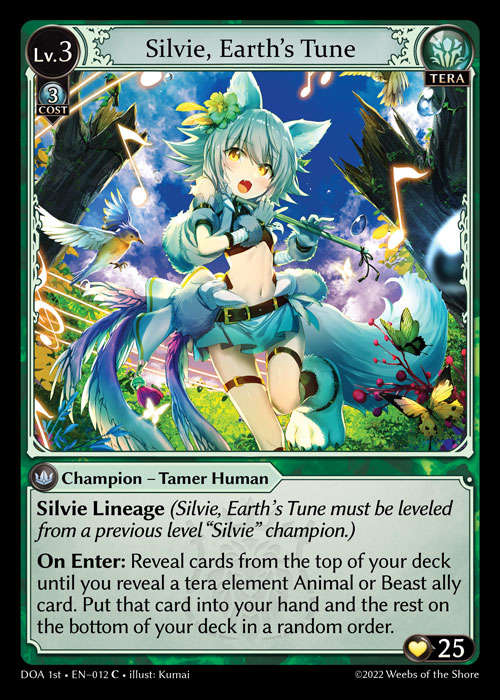 Lv.3
Silvie, Earth's Tune
TERA
3
COST
Champion – Tamer Human
Silvie Lineage (Silvie, Earth's Tune must be leveled
from a previous level "Silvie" champion.)
On Enter: Reveal cards from the top of your deck
until you reveal a tera element Animal or Beast ally
card. Put that card into your hand and the rest on
the bottom of your deck in a random order.
25
DOA 1st • EN–012 C • illust: Kumai
©2022 Weebs of the Shore